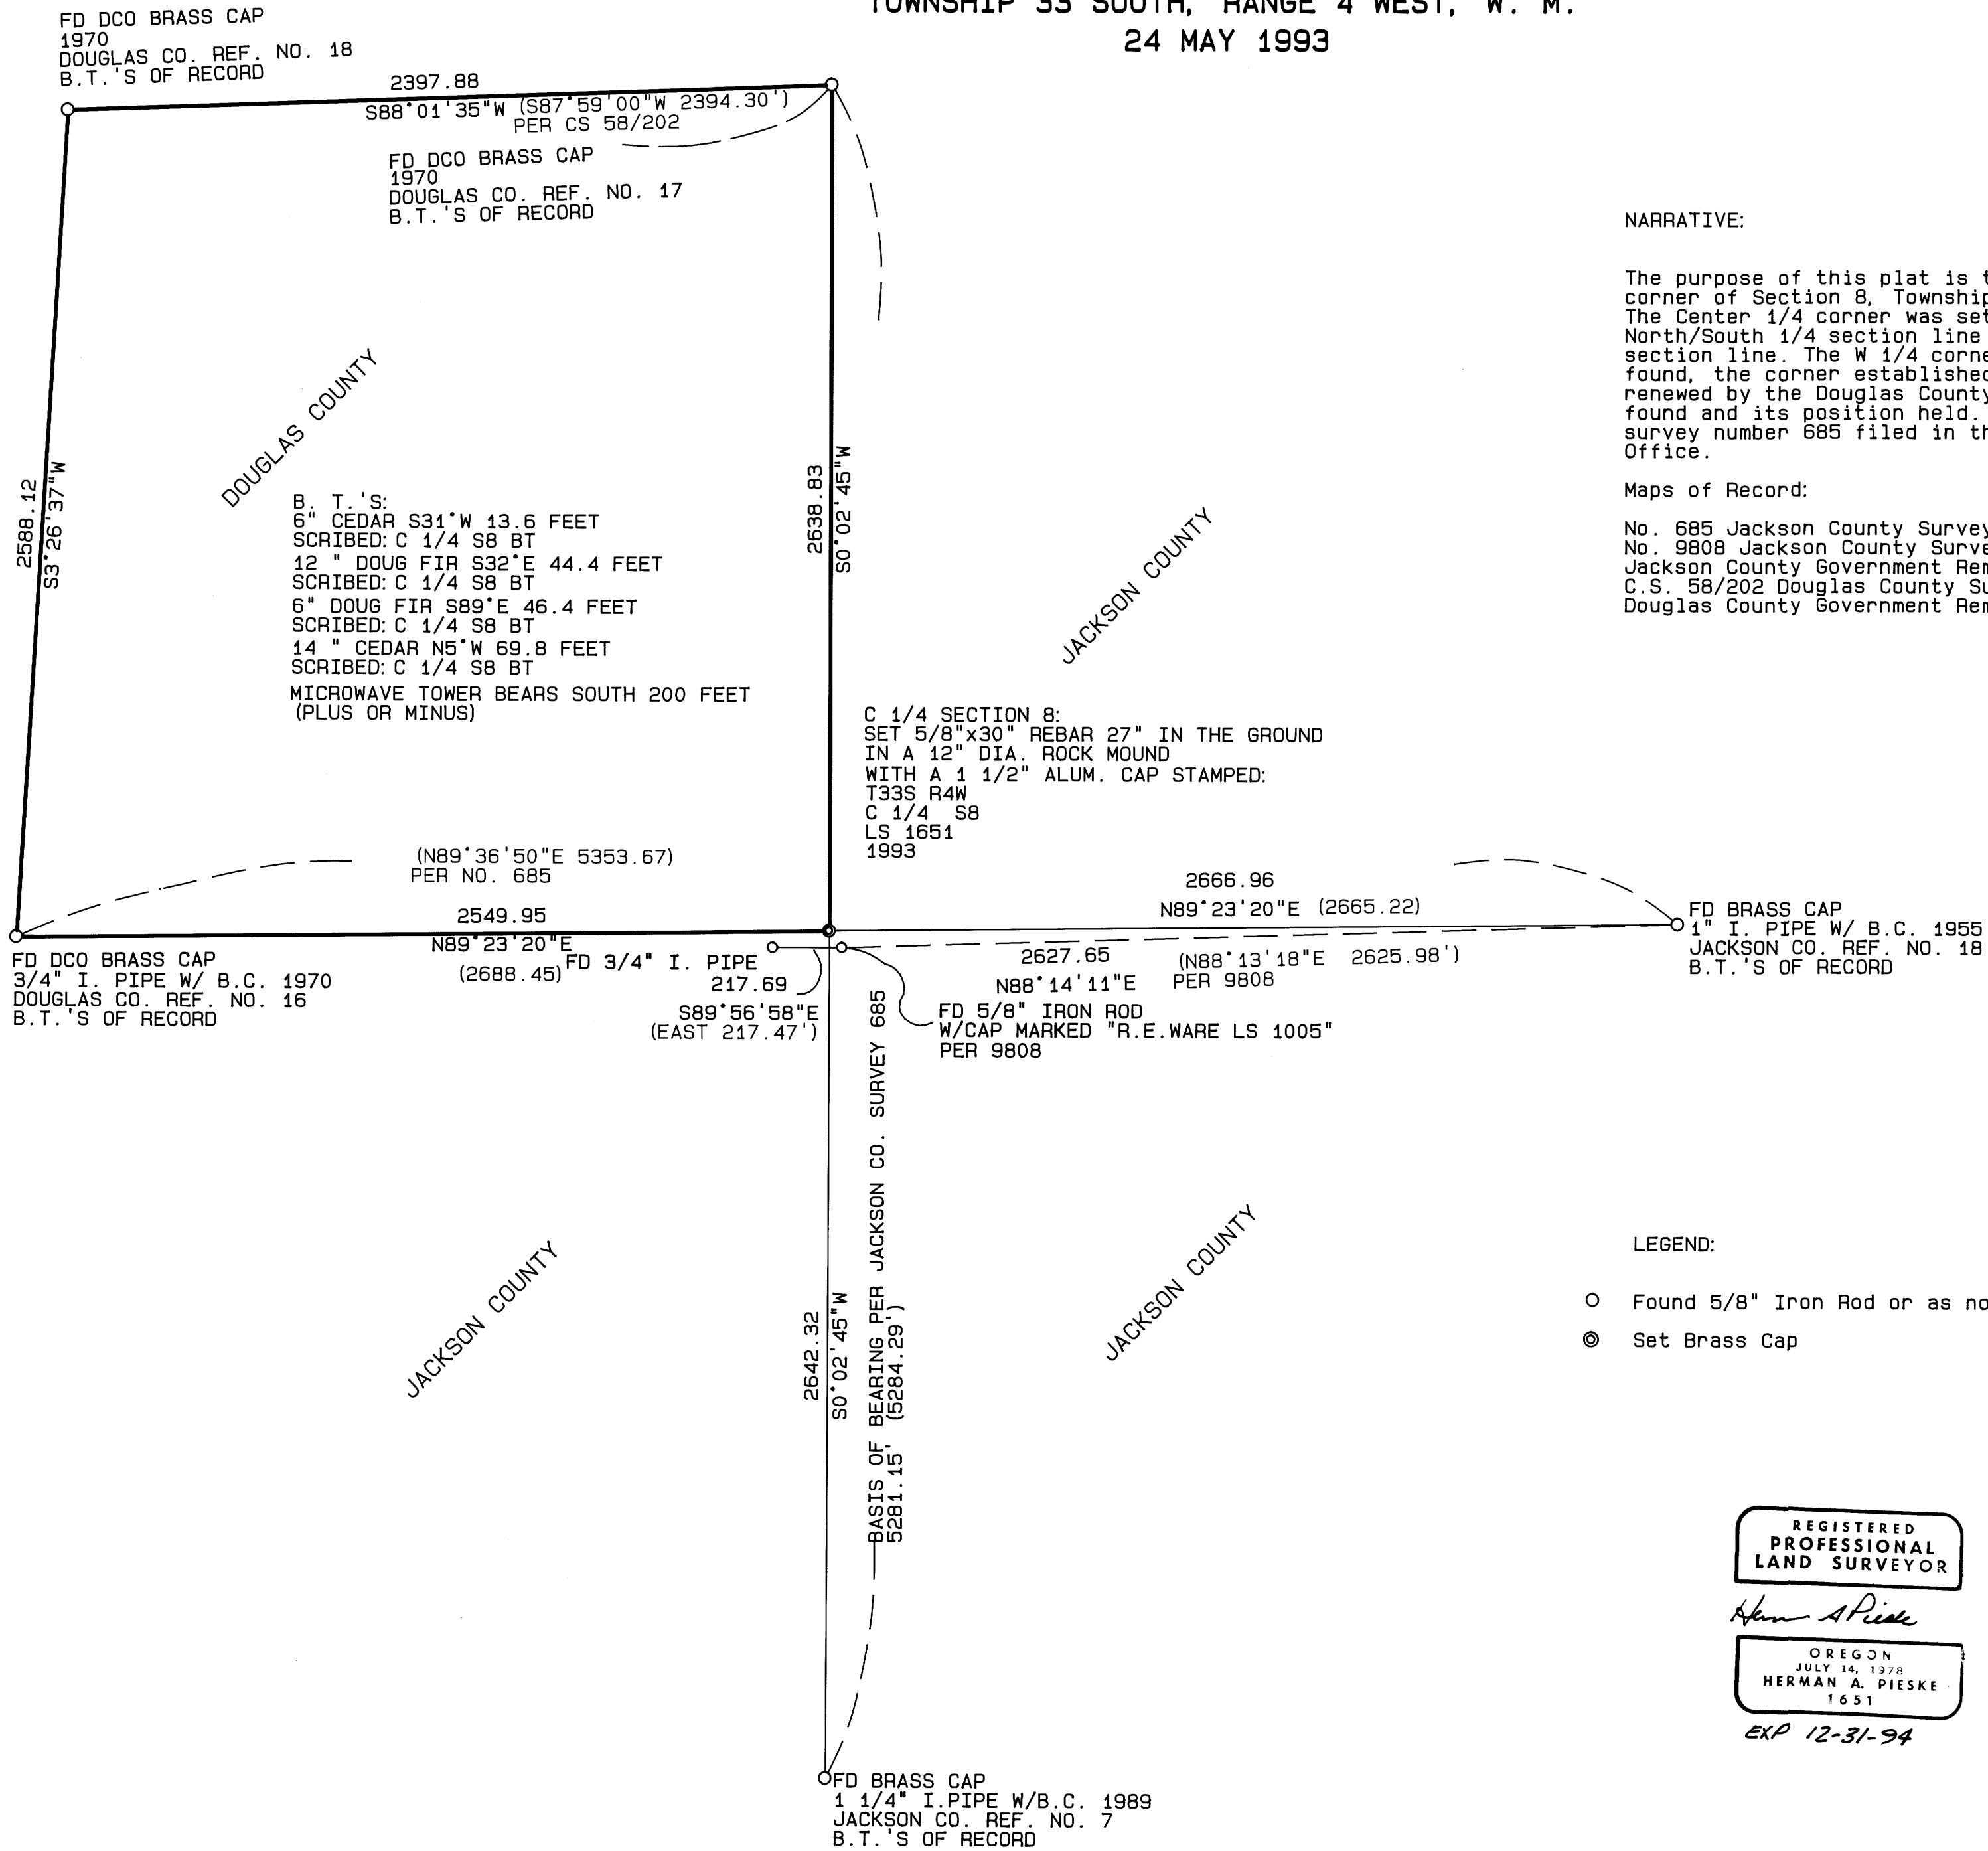 TOWNSHIP 33 SOUTH, RANGE 4 WEST, W. M.
24 MAY 1993
FD DCO BRASS CAP
1970
DOUGLAS CO. REF. NO. 18
B.T.'S OF RECORD
2397.88
S88°01'35"W (S87°59'00"W 2394.30')
PER CS 58/202
FD DCO BRASS CAP
1970
DOUGLAS CO. REF. NO. 17
B.T.'S OF RECORD
DOUGLAS COUNTY
2588.12
S3°26'37"W
B. T.'S:
6" CEDAR S31°W 13.6 FEET
SCRIBED: C 1/4 S8 BT
12 " DOUG FIR S32°E 44.4 FEET
SCRIBED: C 1/4 S8 BT
6" DOUG FIR S89°E 46.4 FEET
SCRIBED: C 1/4 S8 BT
14 " CEDAR N5°W 69.8 FEET
SCRIBED: C 1/4 S8 BT
MICROWAVE TOWER BEARS SOUTH 200 FEET
(PLUS OR MINUS)
2638.83
S0°02'45"W
JACKSON COUNTY
NARRATIVE:
The purpose of this plat is
corner of Section 8, Township
The Center 1/4 corner was set
North/South 1/4 section line
section line. The W 1/4
found, the corner established
renewed by the Douglas County
found and its position held.
survey number 685 filed in
Office.
Maps of Record:
No. 685 Jackson County Survey
No. 9808 Jackson County
Jackson County Government
C.S. 58/202 Douglas County
Douglas County Government
C 1/4 SECTION 8:
SET 5/8"x30" REBAR 27" IN THE GROUND
IN A 12" DIA. ROCK MOUND
WITH A 1 1/2" ALUM. CAP STAMPED:
T33S R4W
C 1/4 S8
LS 1651
1993
(N89°36'50"E 5353.67)
PER NO. 685
2549.95
N89°23'20"E
(2688.45)
FD DCO BRASS CAP
3/4" I. PIPE W/ B.C. 1970
DOUGLAS CO. REF. NO. 16
B.T.'S OF RECORD
FD 3/4" I. PIPE
217.69
S89°56'58"E
(EAST 217.47')
2666.96
N89°23'20"E (2665.22)
2627.65 (N88°13'18"E 2625.98')
N88°14'11"E PER 9808
FD 5/8" IRON ROD
W/CAP MARKED "R.E.WARE LS 1005"
PER 9808
FD BRASS CAP
1" I. PIPE W/ B.C. 1955
JACKSON CO. REF. NO. 18
B.T.'S OF RECORD
JACKSON COUNTY
2642.32
S0°02'45"W
BASIS OF BEARING PER JACKSON CO. SURVEY 685
5281.15' (5284.29')
JACKSON COUNTY
LEGEND:
Found 5/8" Iron Rod or as
Set Brass Cap
FD BRASS CAP
1 1/4" I.PIPE W/B.C. 1989
JACKSON CO. REF. NO. 7
B.T.'S OF RECORD
REGISTERED
PROFESSIONAL
LAND SURVEYOR
OREGON
JULY 14, 1978
HERMAN A. PIESKE
1651
EXP 12-31-94